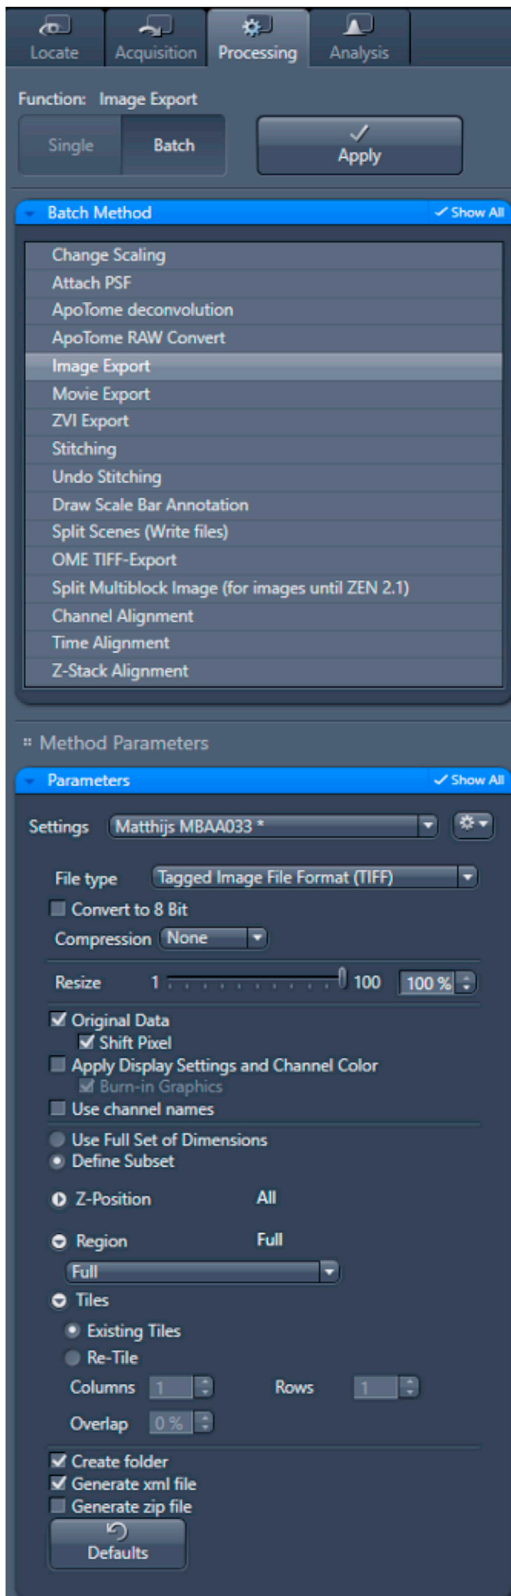 Locate Acquisition Processing Analysis
Function: Image Export
Single Batch Apply
Batch Method Show All
Change Scaling
Attach PSF
ApoTome deconvolution
ApoTome RAW Convert
Image Export
Movie Export
ZVI Export
Stitching
Undo Stitching
Draw Scale Bar Annotation
Split Scenes (Write files)
OME TIFF-Export
Split Multiblock Image (for images until ZEN 2.1)
Channel Alignment
Time Alignment
Z-Stack Alignment
Method Parameters
Parameters Show All
Settings Matthijs MBAA033 *
File type Tagged Image File Format (TIFF)
Convert to 8 Bit
Compression None
Resize 1 100 100 %
Original Data
Shift Pixel
Apply Display Settings and Channel Color
Burn-in Graphics
Use channel names
Use Full Set of Dimensions
Define Subset
Z-Position All
Region Full
Full
Tiles
Existing Tiles
Re-Tile
Columns 1 Rows 1
Overlap 0 %
Create folder
Generate xml file
Generate zip file
Defaults